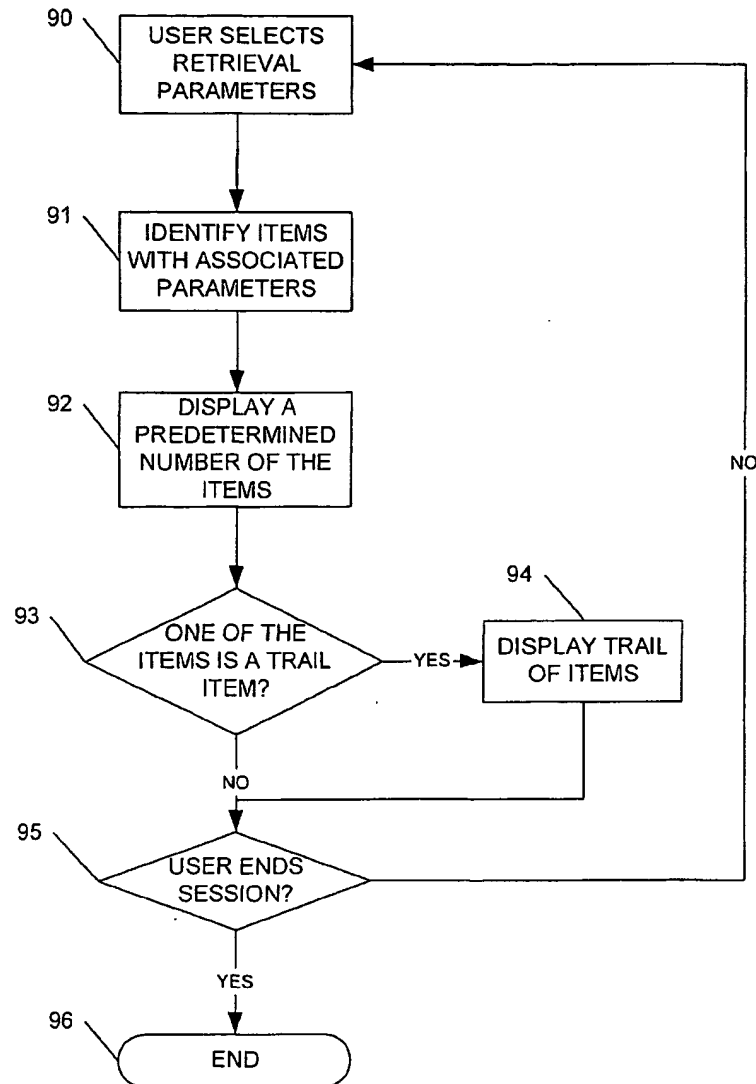 90
USER SELECTS
RETRIEVAL
PARAMETERS
91
IDENTIFY ITEMS
WITH ASSOCIATED
PARAMETERS
92
DISPLAY A
PREDETERMINED
NUMBER OF THE
ITEMS
NO
93
ONE OF THE
ITEMS IS A TRAIL
ITEM?
YES
94
DISPLAY TRAIL
OF ITEMS
NO
95
USER ENDS
SESSION?
YES
96
END